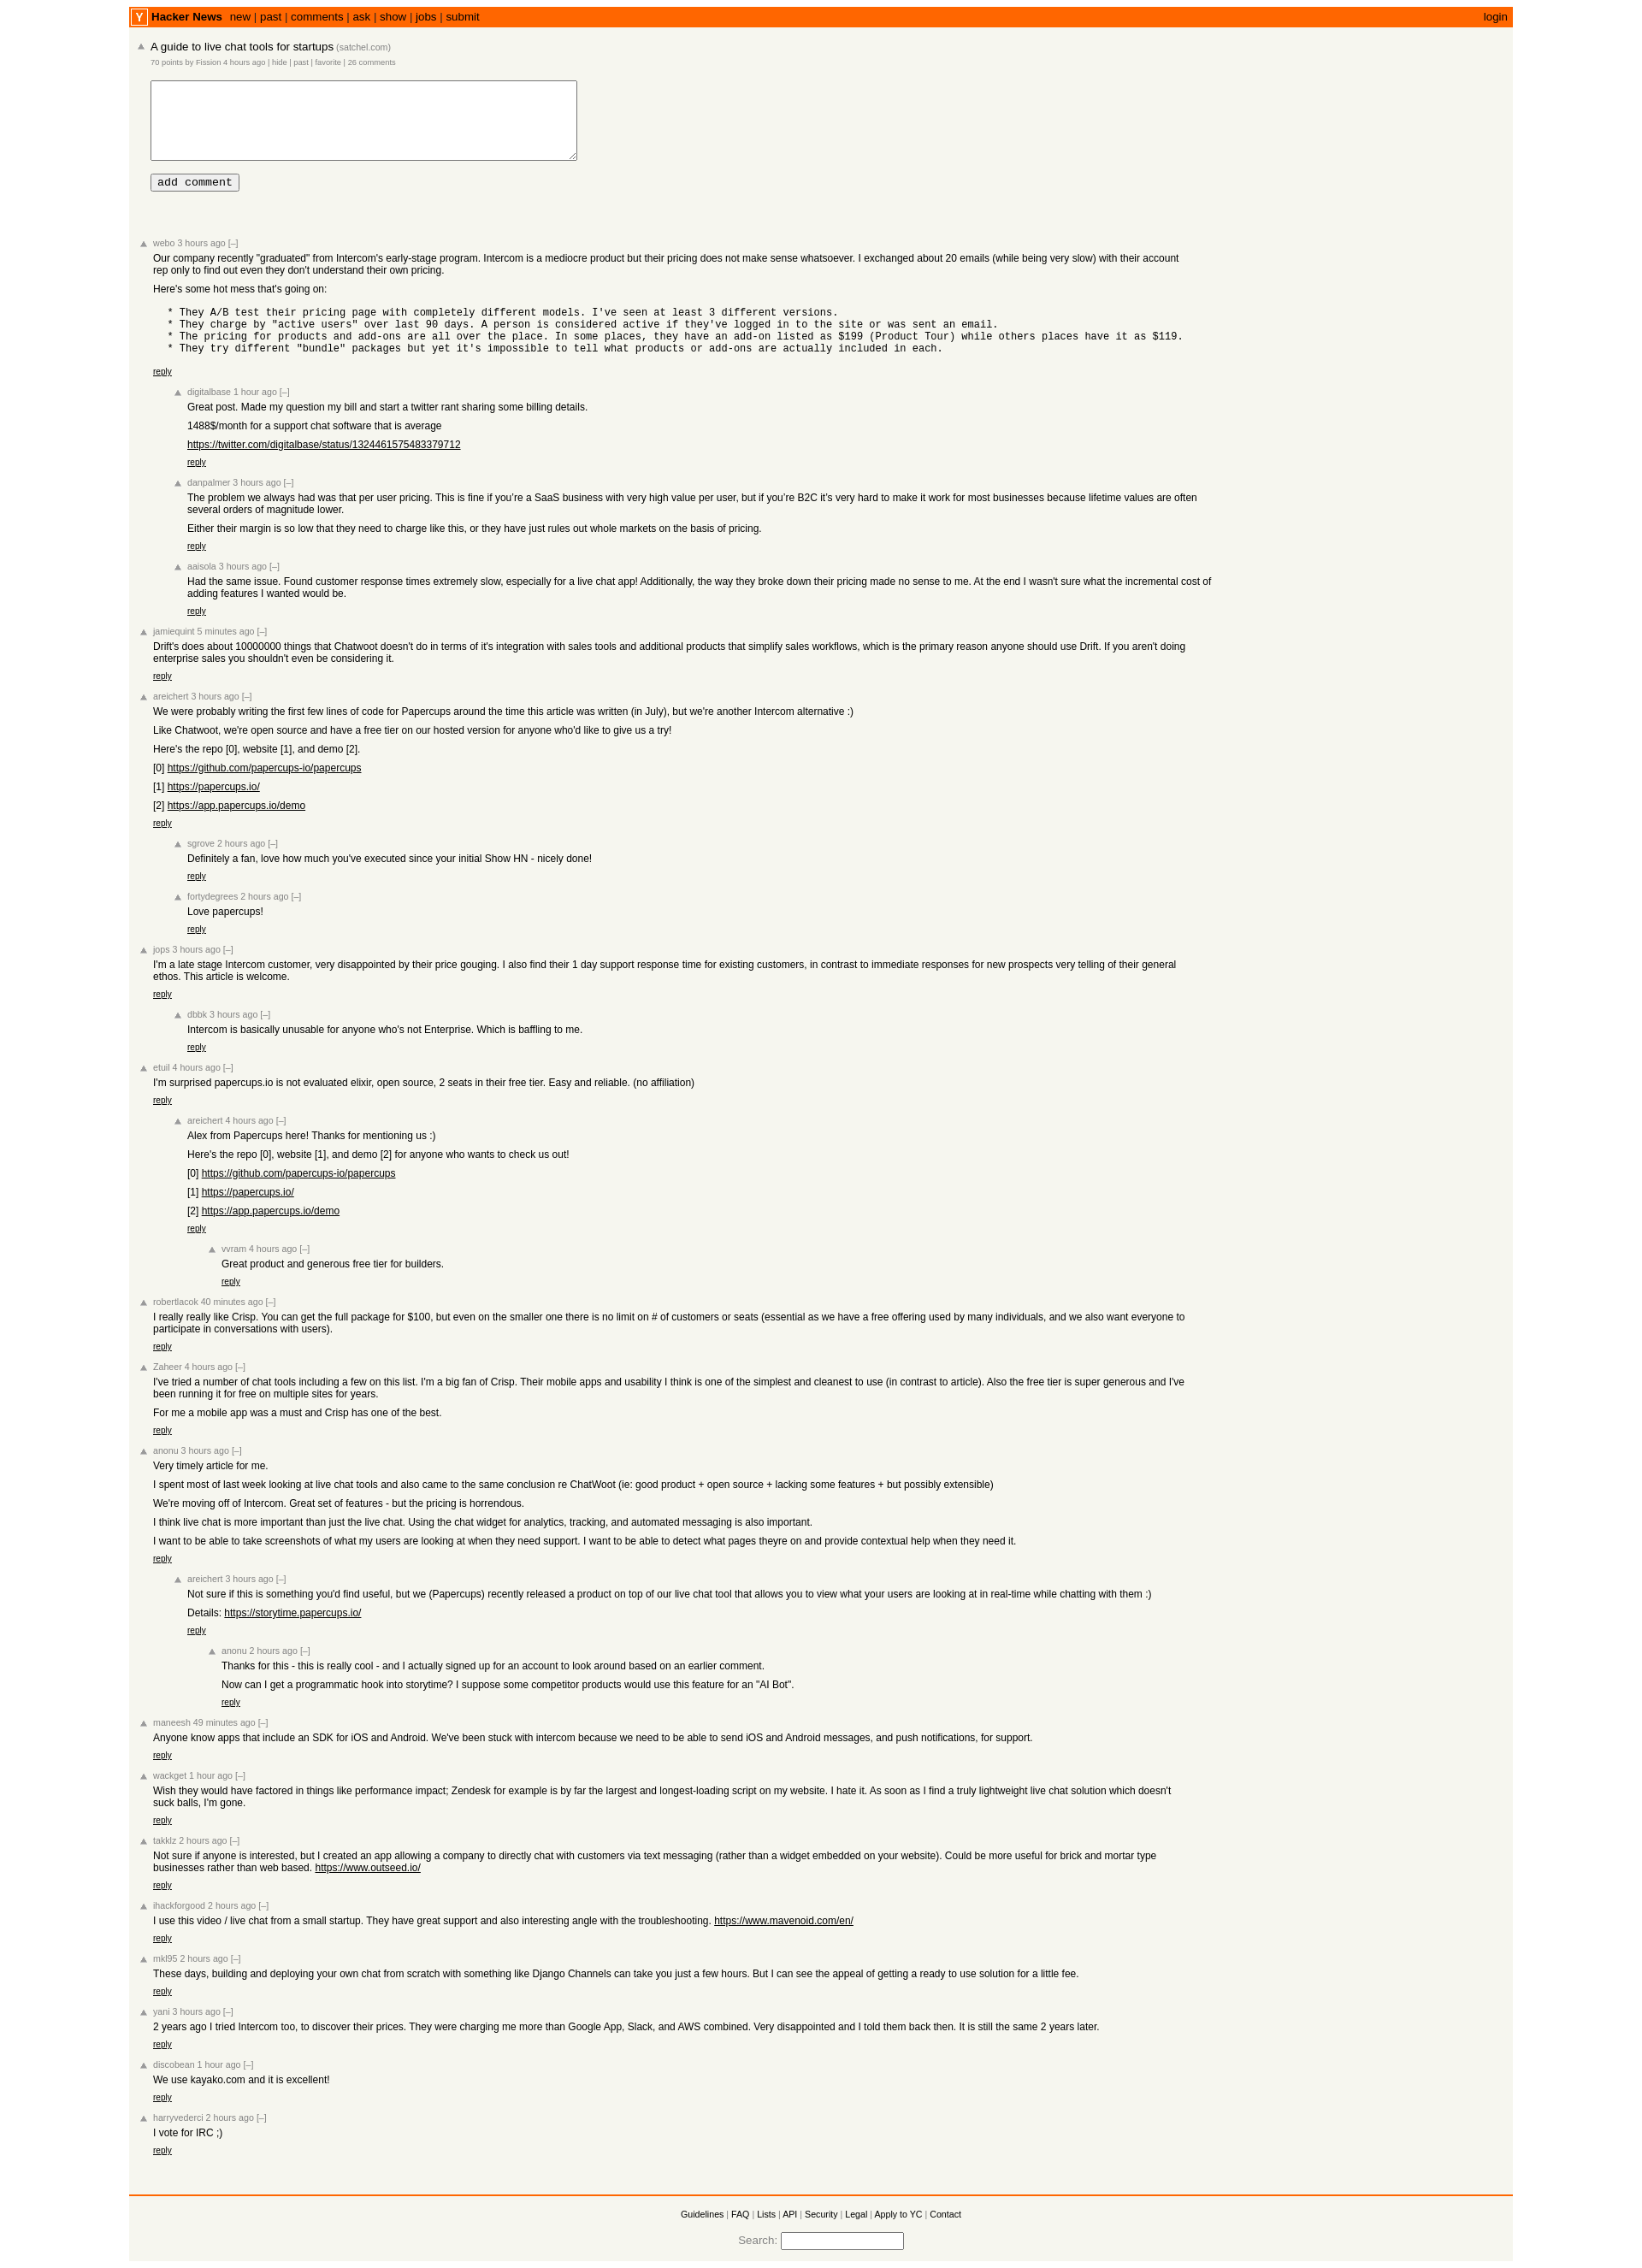 Y Hacker News new | past | comments | ask | show | jobs | submit login
A guide to live chat tools for startups (satchel.com)
70 points by Fission 4 hours ago | hide | past | favorite | 26 comments
add comment
webo 3 hours ago [–]
Our company recently "graduated" from Intercom's early-stage program. Intercom is a mediocre product but their pricing does not make sense whatsoever. I exchanged about 20 emails (while being very slow) with their account
rep only to find out even they don't understand their own pricing.
Here's some hot mess that's going on:
* They A/B test their pricing page with completely different models. I've seen at least 3 different versions.
* They charge by "active users" over last 90 days. A person is considered active if they've logged in to the site or was sent an email.
* The pricing for products and add-ons are all over the place. In some places, they have an add-on listed as $199 (Product Tour) while others places have it as $119.
* They try different "bundle" packages but yet it's impossible to tell what products or add-ons are actually included in each.
reply
digitalbase 1 hour ago [–]
Great post. Made my question my bill and start a twitter rant sharing some billing details.
1488$/month for a support chat software that is average
https://twitter.com/digitalbase/status/1324461575483379712
reply
danpalmer 3 hours ago [–]
The problem we always had was that per user pricing. This is fine if you’re a SaaS business with very high value per user, but if you’re B2C it’s very hard to make it work for most businesses because lifetime values are often
several orders of magnitude lower.
Either their margin is so low that they need to charge like this, or they have just rules out whole markets on the basis of pricing.
reply
aaisola 3 hours ago [–]
Had the same issue. Found customer response times extremely slow, especially for a live chat app! Additionally, the way they broke down their pricing made no sense to me. At the end I wasn't sure what the incremental cost of
adding features I wanted would be.
reply
jamiequint 5 minutes ago [–]
Drift's does about 10000000 things that Chatwoot doesn't do in terms of it's integration with sales tools and additional products that simplify sales workflows, which is the primary reason anyone should use Drift. If you aren't doing
enterprise sales you shouldn't even be considering it.
reply
areichert 3 hours ago [–]
We were probably writing the first few lines of code for Papercups around the time this article was written (in July), but we're another Intercom alternative :)
Like Chatwoot, we're open source and have a free tier on our hosted version for anyone who'd like to give us a try!
Here's the repo [0], website [1], and demo [2].
[0] https://github.com/papercups-io/papercups
[1] https://papercups.io/
[2] https://app.papercups.io/demo
reply
sgrove 2 hours ago [–]
Definitely a fan, love how much you've executed since your initial Show HN - nicely done!
reply
fortydegrees 2 hours ago [–]
Love papercups!
reply
jops 3 hours ago [–]
I'm a late stage Intercom customer, very disappointed by their price gouging. I also find their 1 day support response time for existing customers, in contrast to immediate responses for new prospects very telling of their general
ethos. This article is welcome.
reply
dbbk 3 hours ago [–]
Intercom is basically unusable for anyone who's not Enterprise. Which is baffling to me.
reply
etuil 4 hours ago [–]
I'm surprised papercups.io is not evaluated elixir, open source, 2 seats in their free tier. Easy and reliable. (no affiliation)
reply
areichert 4 hours ago [–]
Alex from Papercups here! Thanks for mentioning us :)
Here's the repo [0], website [1], and demo [2] for anyone who wants to check us out!
[0] https://github.com/papercups-io/papercups
[1] https://papercups.io/
[2] https://app.papercups.io/demo
reply
vvram 4 hours ago [–]
Great product and generous free tier for builders.
reply
robertlacok 40 minutes ago [–]
I really really like Crisp. You can get the full package for $100, but even on the smaller one there is no limit on # of customers or seats (essential as we have a free offering used by many individuals, and we also want everyone to
participate in conversations with users).
reply
Zaheer 4 hours ago [–]
I've tried a number of chat tools including a few on this list. I'm a big fan of Crisp. Their mobile apps and usability I think is one of the simplest and cleanest to use (in contrast to article). Also the free tier is super generous and I've
been running it for free on multiple sites for years.
For me a mobile app was a must and Crisp has one of the best.
reply
anonu 3 hours ago [–]
Very timely article for me.
I spent most of last week looking at live chat tools and also came to the same conclusion re ChatWoot (ie: good product + open source + lacking some features + but possibly extensible)
We're moving off of Intercom. Great set of features - but the pricing is horrendous.
I think live chat is more important than just the live chat. Using the chat widget for analytics, tracking, and automated messaging is also important.
I want to be able to take screenshots of what my users are looking at when they need support. I want to be able to detect what pages theyre on and provide contextual help when they need it.
reply
areichert 3 hours ago [–]
Not sure if this is something you'd find useful, but we (Papercups) recently released a product on top of our live chat tool that allows you to view what your users are looking at in real-time while chatting with them :)
Details: https://storytime.papercups.io/
reply
anonu 2 hours ago [–]
Thanks for this - this is really cool - and I actually signed up for an account to look around based on an earlier comment.
Now can I get a programmatic hook into storytime? I suppose some competitor products would use this feature for an "AI Bot".
reply
maneesh 49 minutes ago [–]
Anyone know apps that include an SDK for iOS and Android. We've been stuck with intercom because we need to be able to send iOS and Android messages, and push notifications, for support.
reply
wackget 1 hour ago [–]
Wish they would have factored in things like performance impact; Zendesk for example is by far the largest and longest-loading script on my website. I hate it. As soon as I find a truly lightweight live chat solution which doesn't
suck balls, I'm gone.
reply
takklz 2 hours ago [–]
Not sure if anyone is interested, but I created an app allowing a company to directly chat with customers via text messaging (rather than a widget embedded on your website). Could be more useful for brick and mortar type
businesses rather than web based. https://www.outseed.io/
reply
ihackforgood 2 hours ago [–]
I use this video / live chat from a small startup. They have great support and also interesting angle with the troubleshooting. https://www.mavenoid.com/en/
reply
mkl95 2 hours ago [–]
These days, building and deploying your own chat from scratch with something like Django Channels can take you just a few hours. But I can see the appeal of getting a ready to use solution for a little fee.
reply
yani 3 hours ago [–]
2 years ago I tried Intercom too, to discover their prices. They were charging me more than Google App, Slack, and AWS combined. Very disappointed and I told them back then. It is still the same 2 years later.
reply
discobean 1 hour ago [–]
We use kayako.com and it is excellent!
reply
harryvederci 2 hours ago [–]
I vote for IRC ;)
reply
Guidelines | FAQ | Lists | API | Security | Legal | Apply to YC | Contact
Search: